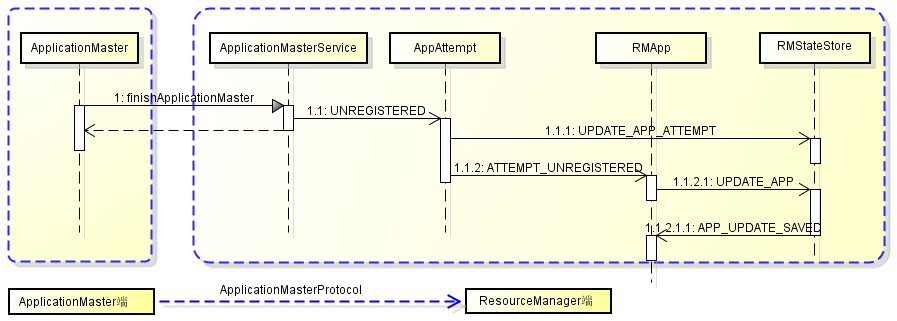 ApplicationMaster
ApplicationMasterService
AppAttempt
RMApp
RMStateStore
1: finishApplicationMaster
1.1: UNREGISTERED
1.1.1: UPDATE_APP_ATTEMPT
1.1.2: ATTEMPT_UNREGISTERED
1.1.2.1: UPDATE_APP
1.1.2.1.1: APP_UPDATE_SAVED
ApplicationMaster端
ApplicationMasterProtocol
ResourceManager端